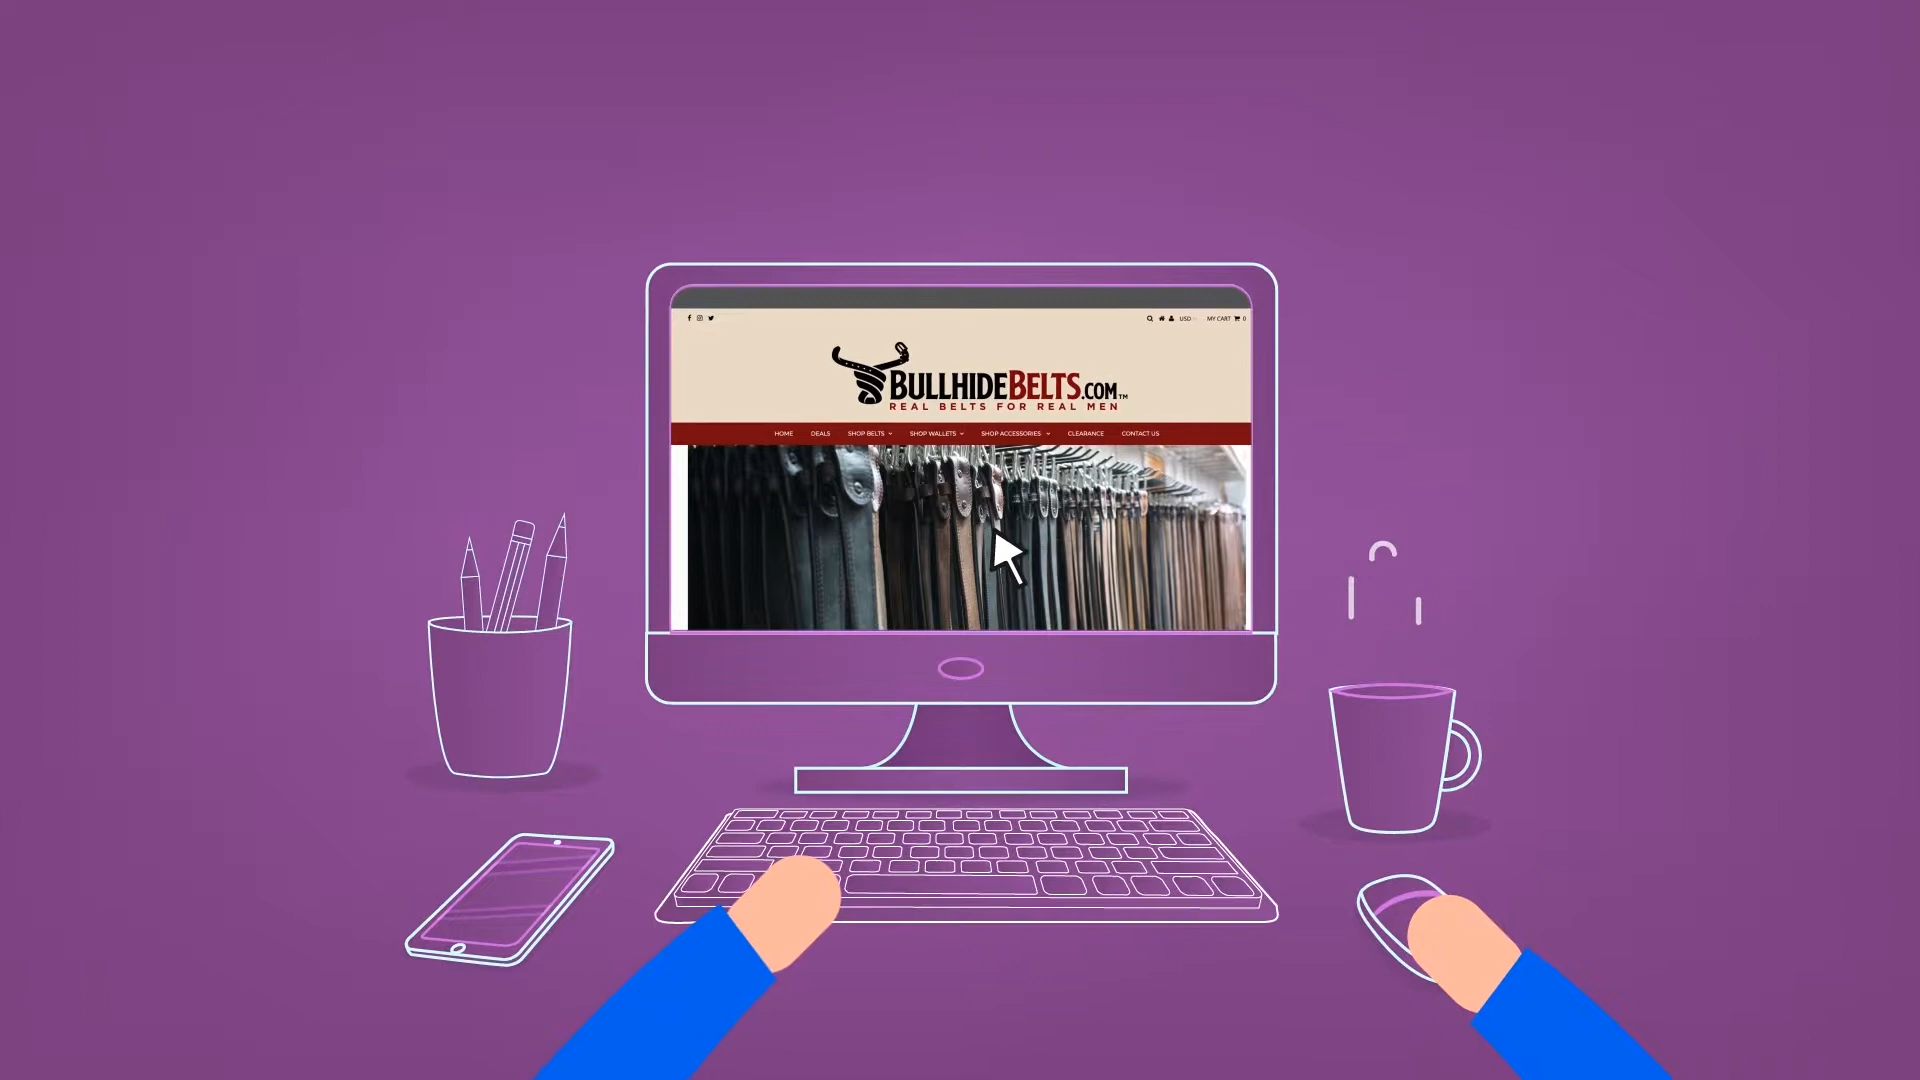 USD
MY CART 0
BULLHIDEBELTS.COM™
REAL BELTS FOR REAL MEN
HOME DEALS SHOP BELTS SHOP WALLETS SHOP ACCESSORIES CLEARANCE CONTACT US